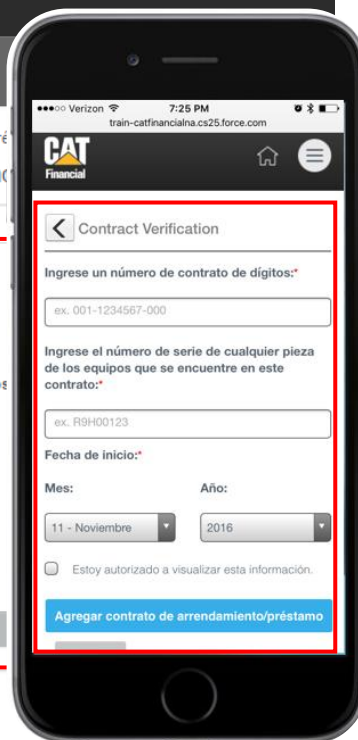 Verizon 7:25 PM
train-catfinancialna.cs25.force.com
CAT
Financial
Contract Verification
Ingrese un número de contrato de dígitos:*
ex. 001-1234567-000
Ingrese el número de serie de cualquier pieza
de los equipos que se encuentre en este
contrato:*
ex. R9H00123
Fecha de inicio:*
Mes: Año:
11 - Noviembre 2016
Estoy autorizado a visualizar esta información.
Agregar contrato de arrendamiento/préstamo